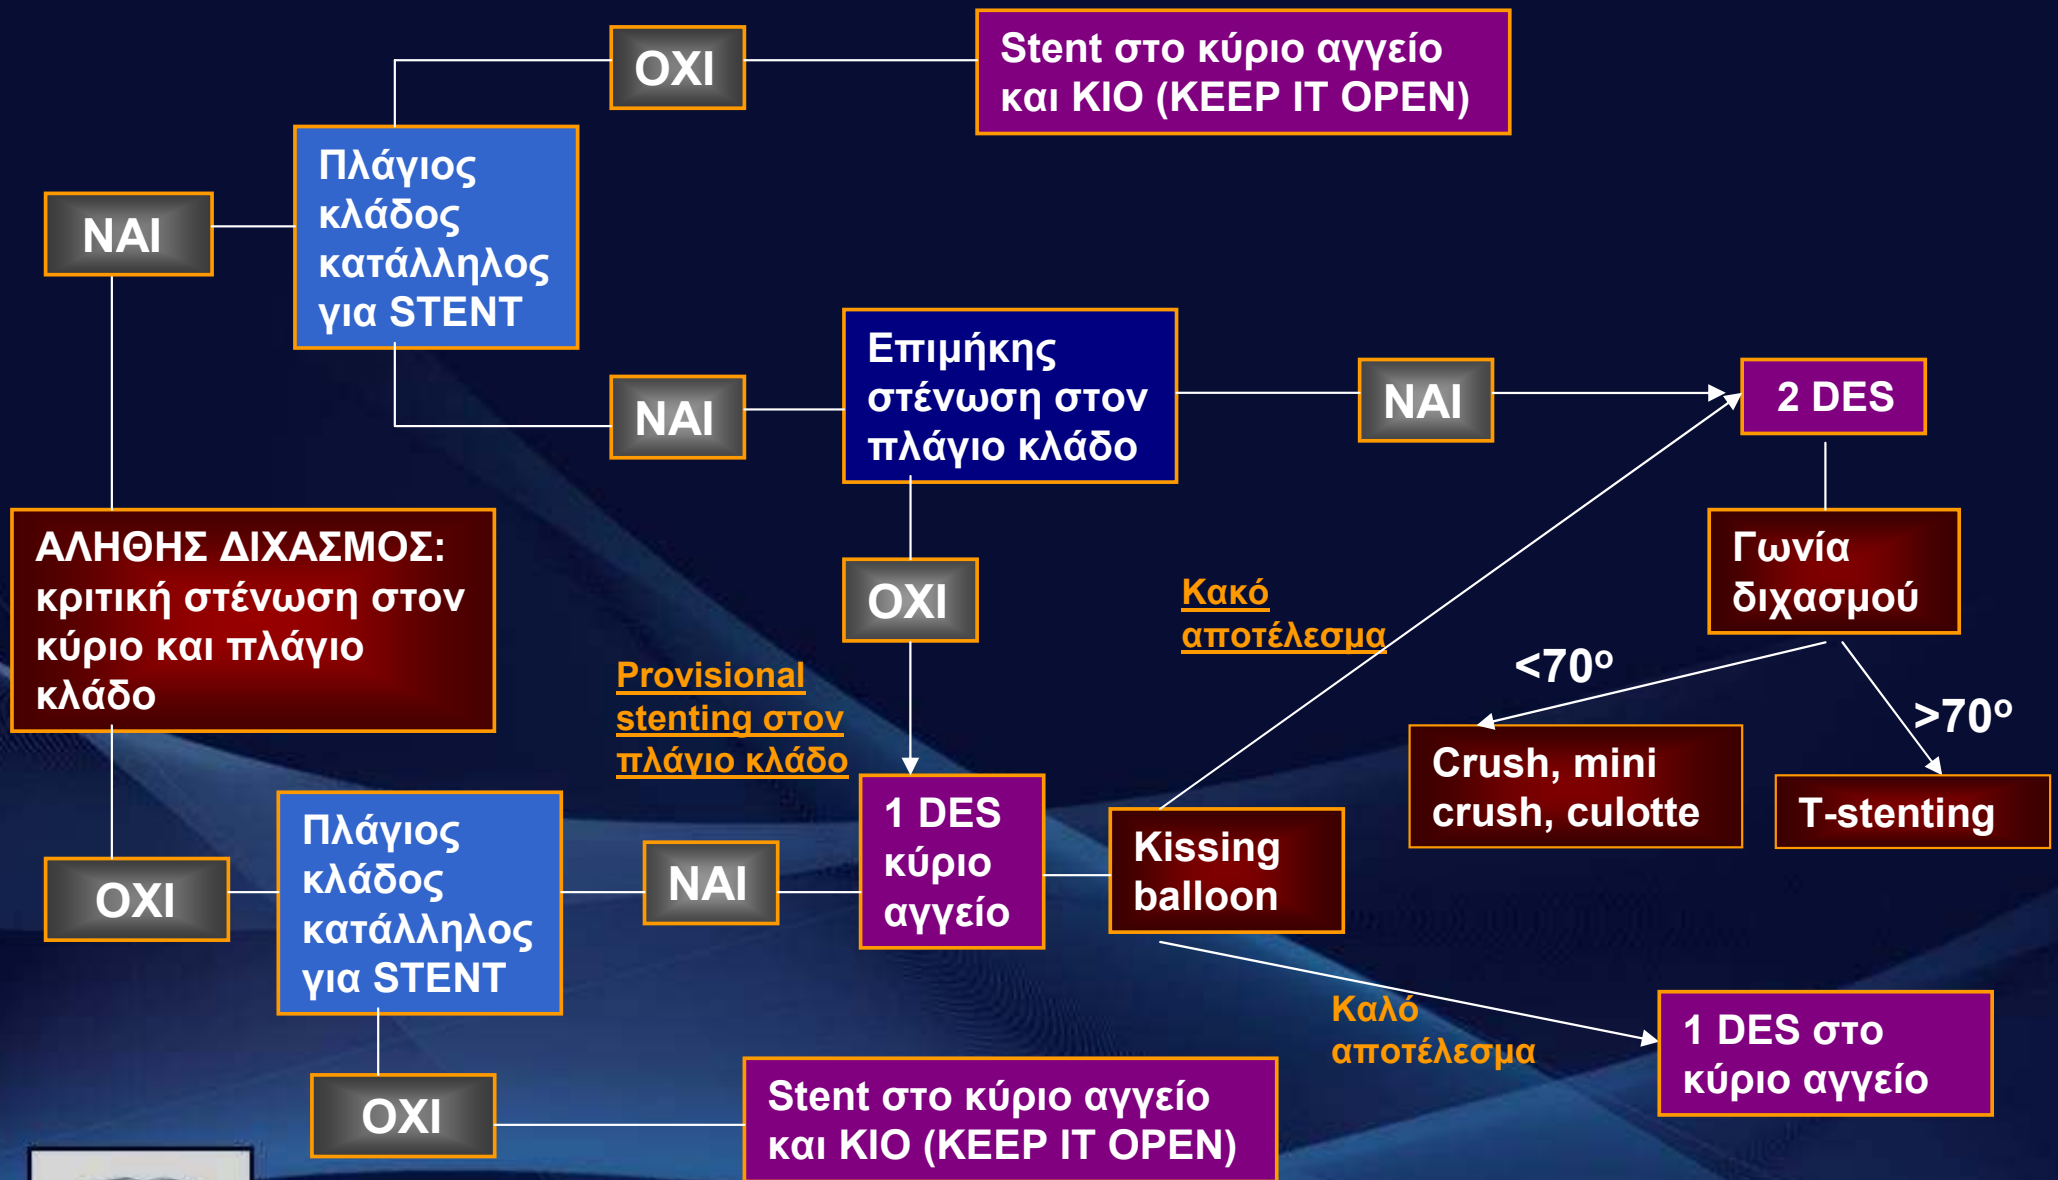 ΟΧΙ
Stent στο κύριο αγγείο
και ΚΙΟ (KEEP IT OPEN)
Πλάγιος
κλάδος
κατάλληλος
για STENT
ΝΑΙ
ΝΑΙ
Επιμήκης
στένωση στον
πλάγιο κλάδο
ΝΑΙ
2 DES
ΑΛΗΘΗΣ ΔΙΧΑΣΜΟΣ:
κριτική στένωση στον
κύριο και πλάγιο
κλάδο
ΟΧΙ
Κακό
αποτέλεσμα
Γωνία
διχασμού
<70º
>70º
Provisional
stenting στον
πλάγιο κλάδο
Crush, mini
crush, culotte
T-stenting
ΟΧΙ
Πλάγιος
κλάδος
κατάλληλος
για STENT
ΝΑΙ
1 DES
κύριο
αγγείο
Kissing
balloon
Καλό
αποτέλεσμα
1 DES στο
κύριο αγγείο
ΟΧΙ
Stent στο κύριο αγγείο
και ΚΙΟ (KEEP IT OPEN)